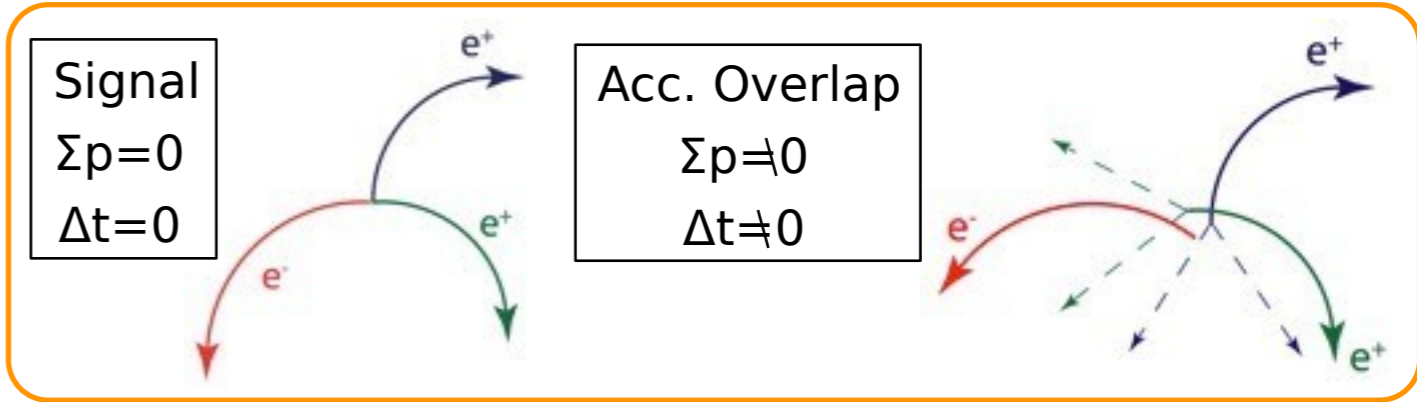 Signal
Σp=0
Δt=0
e⁺
e⁺
e⁻
Acc. Overlap
Σp≠0
Δt≠0
e⁺
e⁻
e⁺